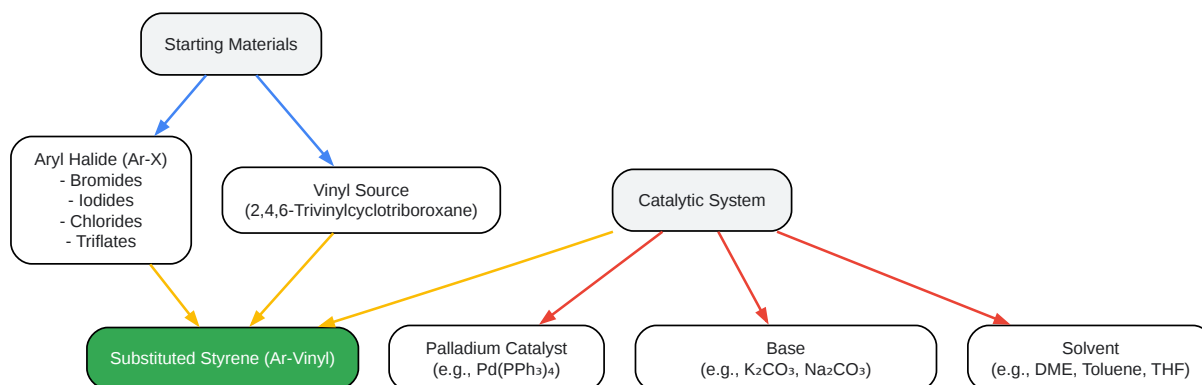 Starting Materials
Aryl Halide (Ar-X)
- Bromides
- Iodides
- Chlorides
- Triflates
Vinyl Source
(2,4,6-Trivinylcyclotriboroxane)
Catalytic System
Substituted Styrene (Ar-Vinyl)
Palladium Catalyst
(e.g., Pd(PPh₃)₄)
Base
(e.g., K₂CO₃, Na₂CO₃)
Solvent
(e.g., DME, Toluene, THF)